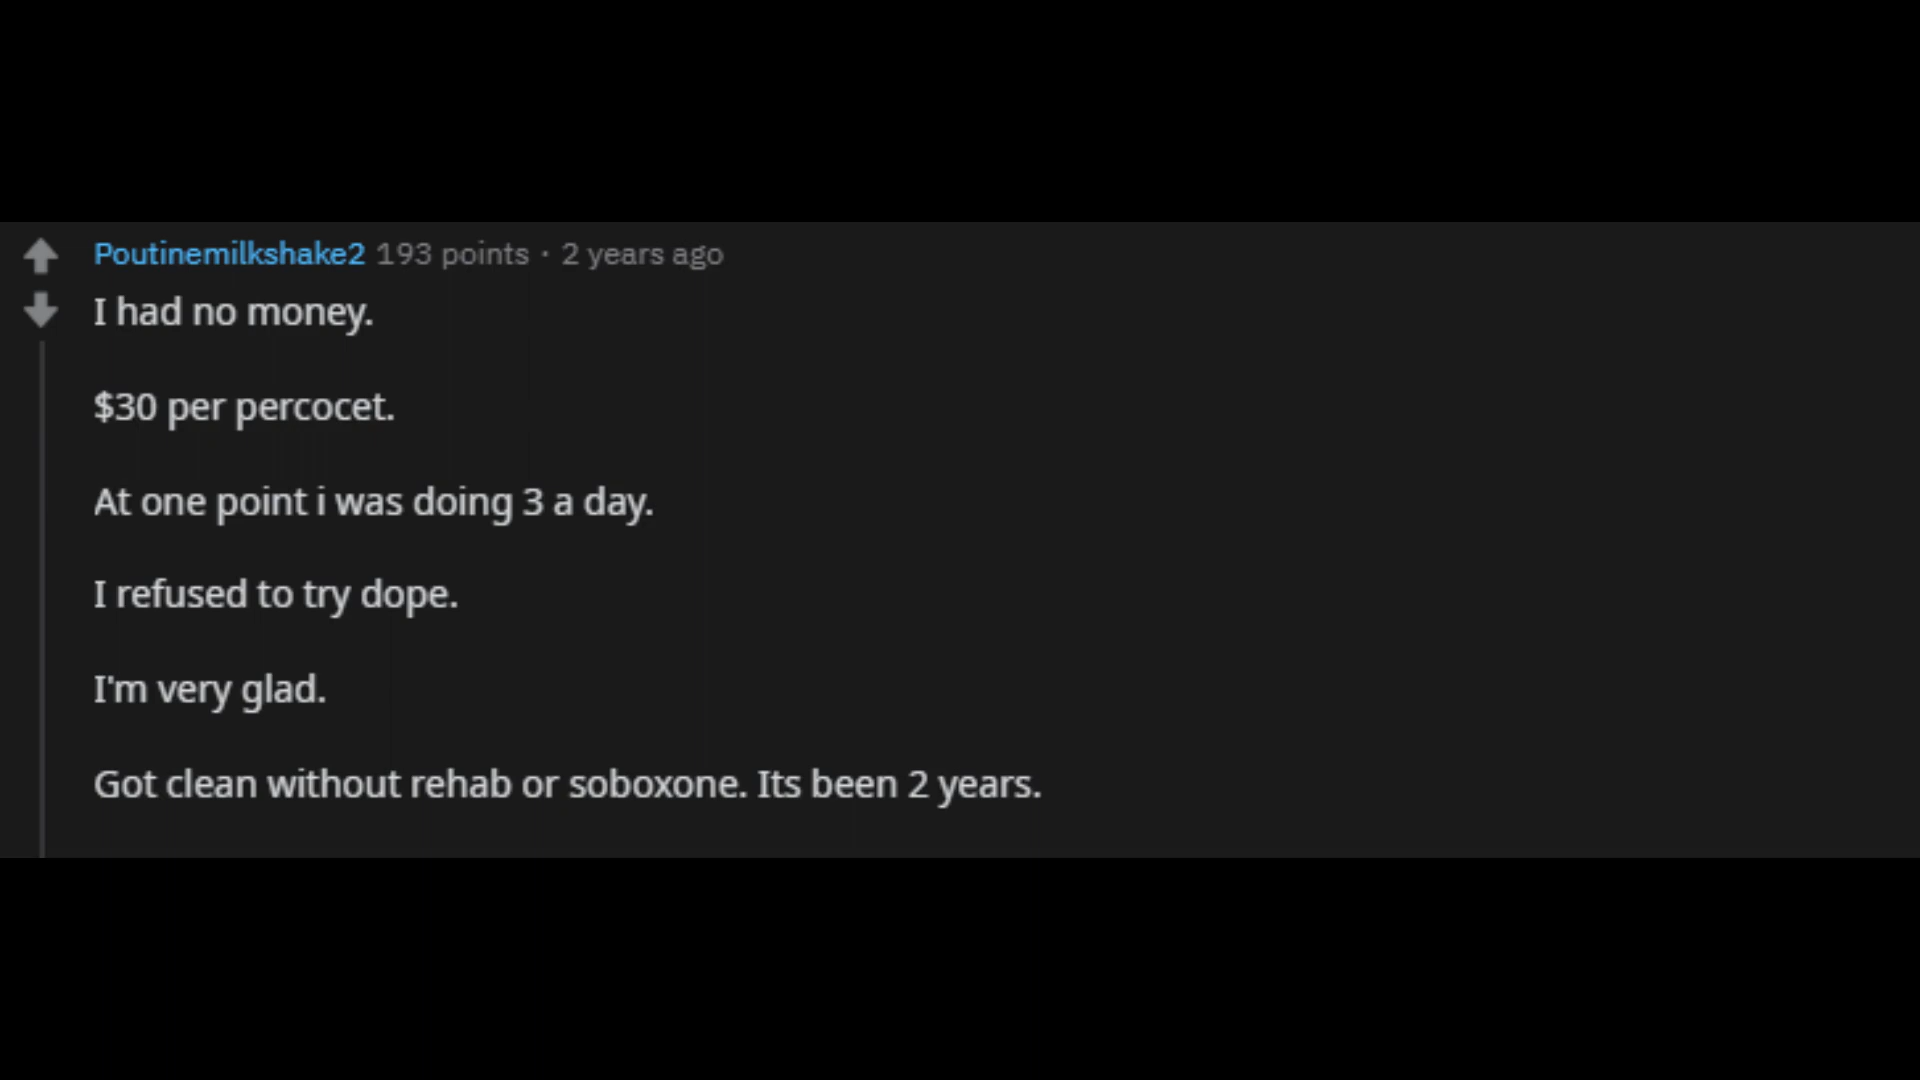 Poutinemilkshake2 193 points · 2 years ago
I had no money.
$30 per percocet.
At one point i was doing 3 a day.
I refused to try dope.
I'm very glad.
Got clean without rehab or soboxone. Its been 2 years.